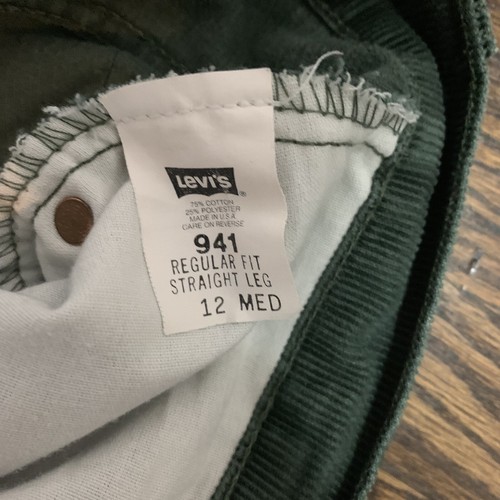 Levi's ®
75% COTTON
25% POLYESTER
MADE IN U.S.A.
CARE ON REVERSE
941
REGULAR FIT
STRAIGHT LEG
12 MED